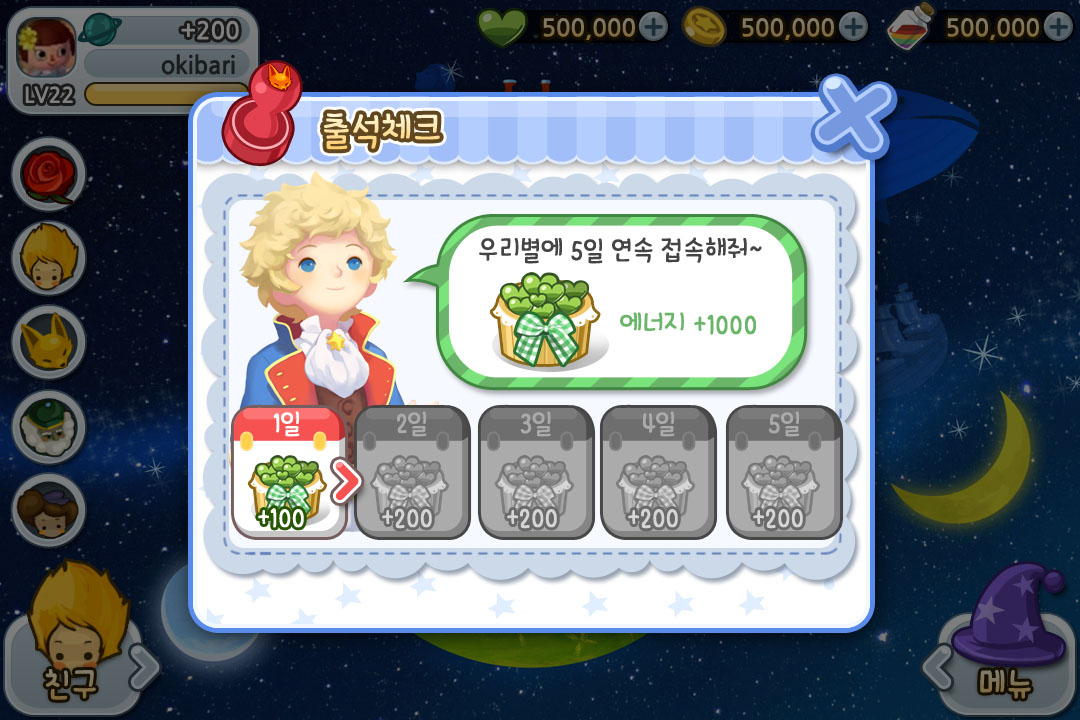 +200
okibari
LV22
500,000
500,000
500,000
출석체크
우리별에 5일 연속 접속해줘~
에너지 +1000
1일
2일
3일
4일
5일
+100
+200
+200
+200
+200
친구
메뉴